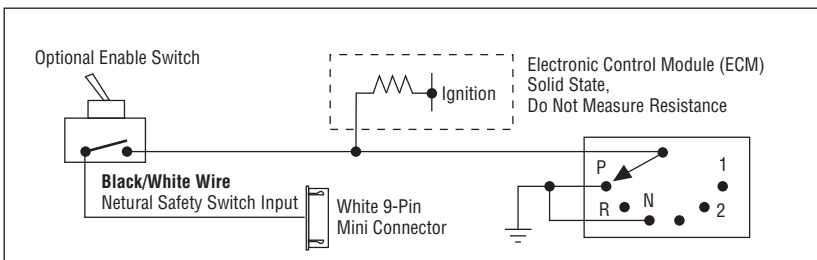 Optional Enable Switch
Ignition
Electronic Control Module (ECM)
Solid State,
Do Not Measure Resistance
Black/White Wire
Netural Safety Switch Input
White 9-Pin
Mini Connector
P
1
R
N
2